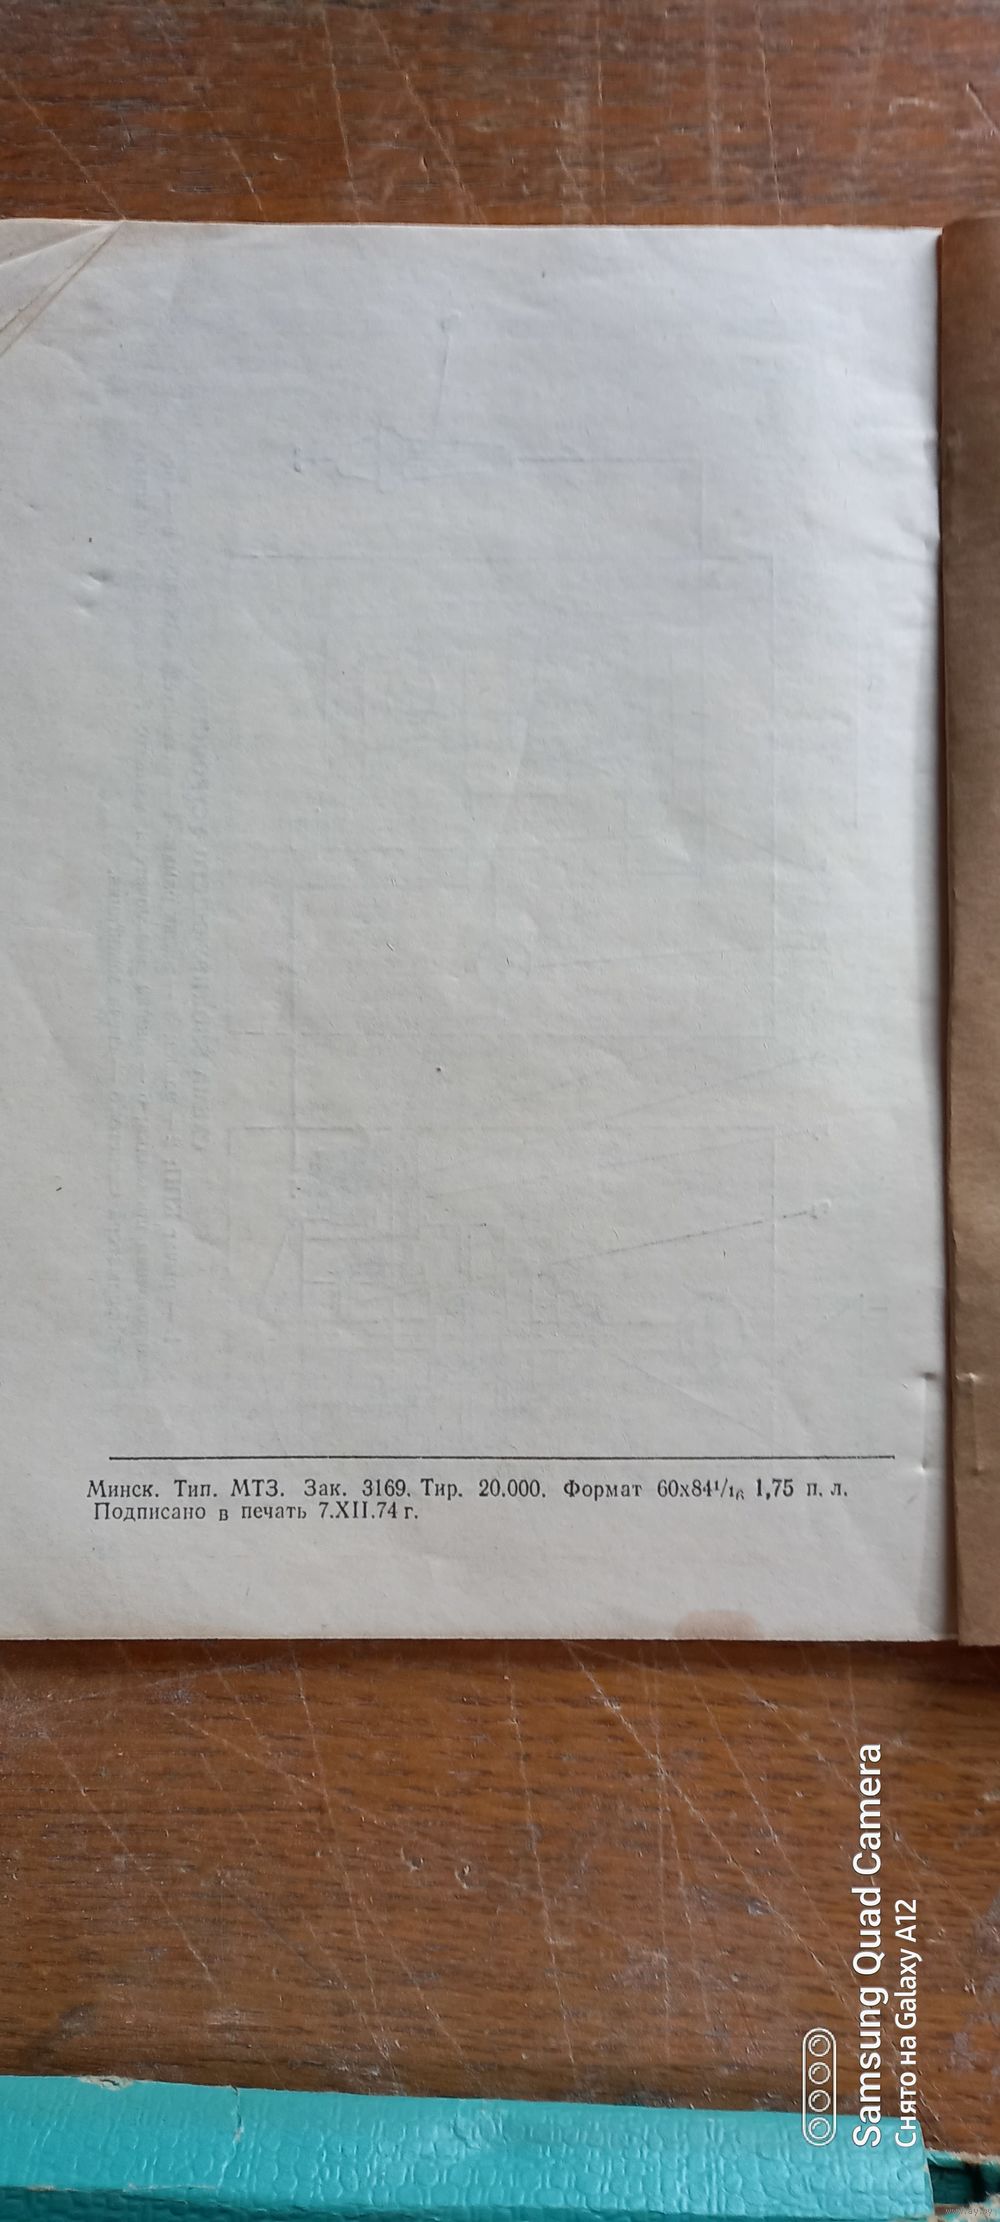 Минск. Тип. МТЗ. Зак. 3169. Тир. 20.000. Формат 60x84¹/₁₆ 1,75 п. л.
Подписано в печать 7.XII.74 г.
Samsung Quad Camera
Снято на Galaxy A12